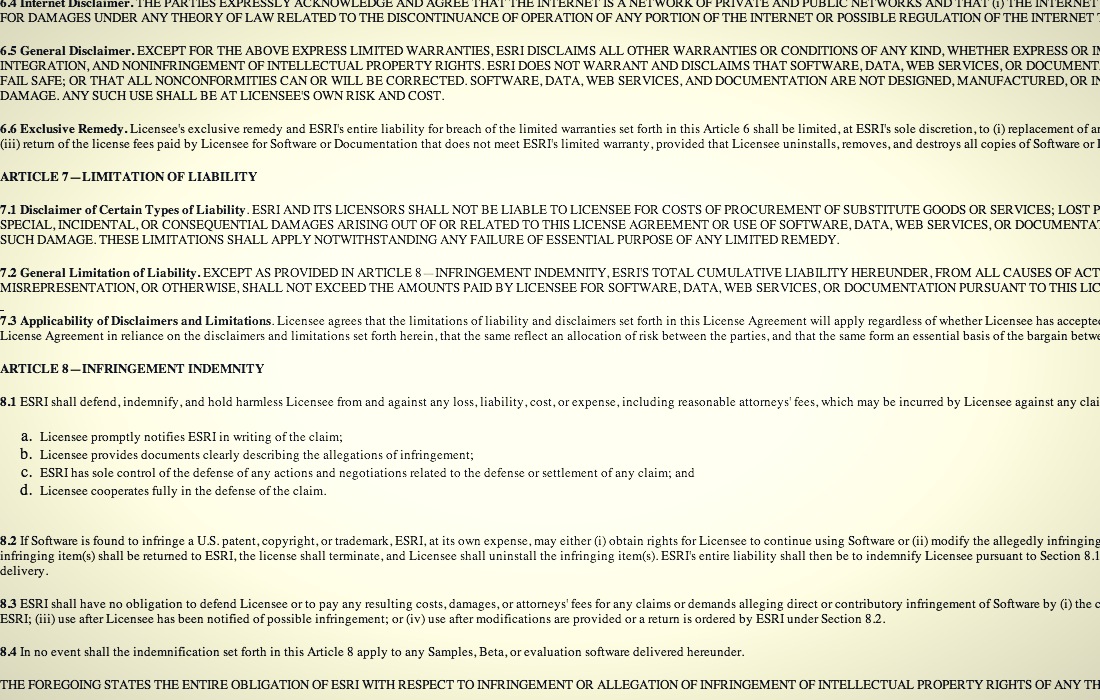 6.4 Internet Disclaimer. THE PARTIES EXPRESSLY ACKNOWLEDGE AND AGREE THAT THE INTERNET IS A NETWORK OF PRIVATE AND PUBLIC NETWORKS AND THAT (i) THE INTERNET
FOR DAMAGES UNDER ANY THEORY OF LAW RELATED TO THE DISCONTINUANCE OF OPERATION OF ANY PORTION OF THE INTERNET OR POSSIBLE REGULATION OF THE INTERNET
6.5 General Disclaimer. EXCEPT FOR THE ABOVE EXPRESS LIMITED WARRANTIES, ESRI DISCLAIMS ALL OTHER WARRANTIES OR CONDITIONS OF ANY KIND, WHETHER EXPRESS OR
INTEGRATION, AND NONINFRINGEMENT OF INTELLECTUAL PROPERTY RIGHTS. ESRI DOES NOT WARRANT AND DISCLAIMS THAT SOFTWARE, DATA, WEB SERVICES, OR
FAIL SAFE; OR THAT ALL NONCONFORMITIES CAN OR WILL BE CORRECTED. SOFTWARE, DATA, WEB SERVICES, AND DOCUMENTATION ARE NOT DESIGNED, MANUFACTURED, OR
DAMAGE. ANY SUCH USE SHALL BE AT LICENSEE'S OWN RISK AND COST.
6.6 Exclusive Remedy. Licensee's exclusive remedy and ESRI's entire liability for breach of the limited warranties set forth in this Article 6 shall be limited, at ESRI's sole discretion, to (i) replacement of
(iii) return of the license fees paid by Licensee for Software or Documentation that does not meet ESRI's limited warranty, provided that Licensee uninstalls, removes, and destroys all copies of Software or
ARTICLE 7—LIMITATION OF LIABILITY
7.1 Disclaimer of Certain Types of Liability. ESRI AND ITS LICENSORS SHALL NOT BE LIABLE TO LICENSEE FOR COSTS OF PROCUREMENT OF SUBSTITUTE GOODS OR SERVICES; LOST
SPECIAL, INCIDENTAL, OR CONSEQUENTIAL DAMAGES ARISING OUT OF OR RELATED TO THIS LICENSE AGREEMENT OR USE OF SOFTWARE, DATA, WEB SERVICES, OR
SUCH DAMAGE. THESE LIMITATIONS SHALL APPLY NOTWITHSTANDING ANY FAILURE OF ESSENTIAL PURPOSE OF ANY LIMITED REMEDY.
7.2 General Limitation of Liability. EXCEPT AS PROVIDED IN ARTICLE 8—INFRINGEMENT INDEMNITY, ESRI'S TOTAL CUMULATIVE LIABILITY HEREUNDER, FROM ALL CAUSES OF
MISREPRESENTATION, OR OTHERWISE, SHALL NOT EXCEED THE AMOUNTS PAID BY LICENSEE FOR SOFTWARE, DATA, WEB SERVICES, OR DOCUMENTATION PURSUANT TO THIS
7.3 Applicability of Disclaimers and Limitations. Licensee agrees that the limitations of liability and disclaimers set forth in this License Agreement will apply regardless of whether Licensee has
License Agreement in reliance on the disclaimers and limitations set forth herein, that the same reflect an allocation of risk between the parties, and that the same form an essential basis of the bargain
ARTICLE 8—INFRINGEMENT INDEMNITY
8.1 ESRI shall defend, indemnify, and hold harmless Licensee from and against any loss, liability, cost, or expense, including reasonable attorneys' fees, which may be incurred by Licensee against any
a. Licensee promptly notifies ESRI in writing of the claim;
b. Licensee provides documents clearly describing the allegations of infringement;
c. ESRI has sole control of the defense of any actions and negotiations related to the defense or settlement of any claim; and
d. Licensee cooperates fully in the defense of the claim.
8.2 If Software is found to infringe a U.S. patent, copyright, or trademark, ESRI, at its own expense, may either (i) obtain rights for Licensee to continue using Software or (ii) modify the allegedly infringing
infringing item(s) shall be returned to ESRI, the license shall terminate, and Licensee shall uninstall the infringing item(s). ESRI's entire liability shall then be to indemnify Licensee pursuant to Section 8.1
delivery.
8.3 ESRI shall have no obligation to defend Licensee or to pay any resulting costs, damages, or attorneys' fees for any claims or demands alleging direct or contributory infringement of Software by (i) the
ESRI; (iii) use after Licensee has been notified of possible infringement; or (iv) use after modifications are provided or a return is ordered by ESRI under Section 8.2.
8.4 In no event shall the indemnification set forth in this Article 8 apply to any Samples, Beta, or evaluation software delivered hereunder.
THE FOREGOING STATES THE ENTIRE OBLIGATION OF ESRI WITH RESPECT TO INFRINGEMENT OR ALLEGATION OF INFRINGEMENT OF INTELLECTUAL PROPERTY RIGHTS OF ANY